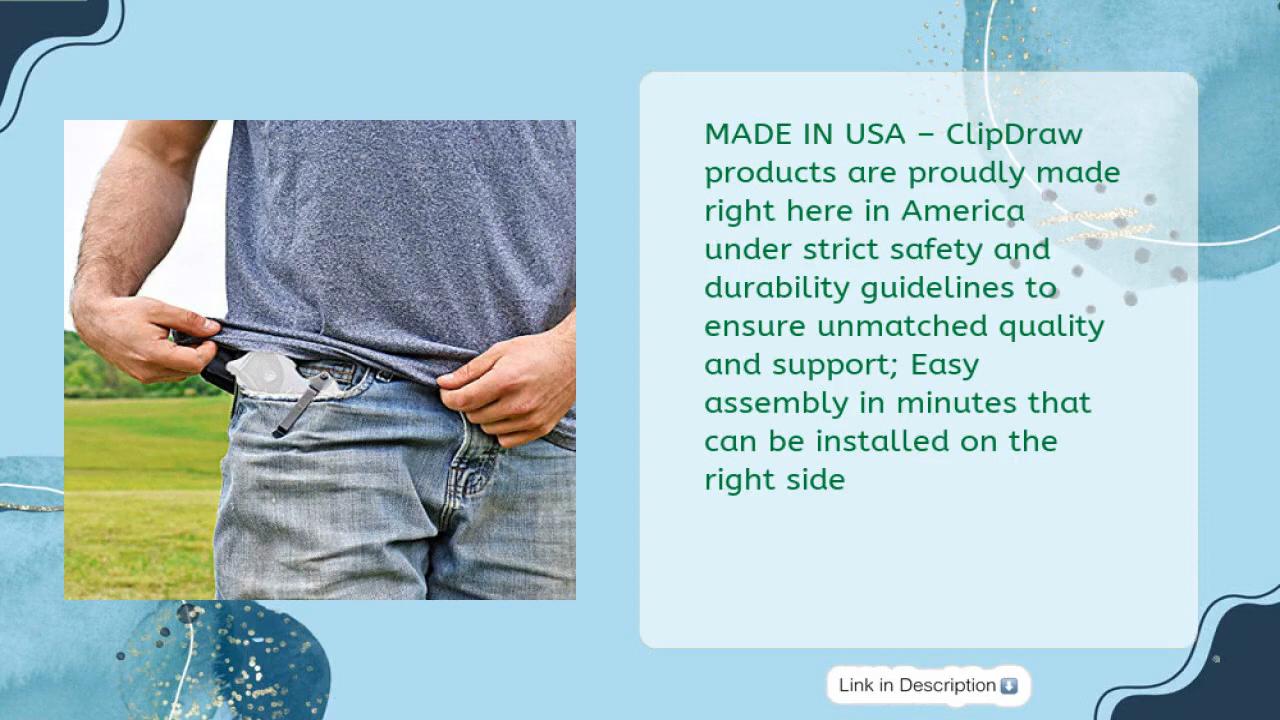 MADE IN USA – ClipDraw
products are proudly made
right here in America
under strict safety and
durability guidelines to
ensure unmatched quality
and support; Easy
assembly in minutes that
can be installed on the
right side
Link in Description ⬇️